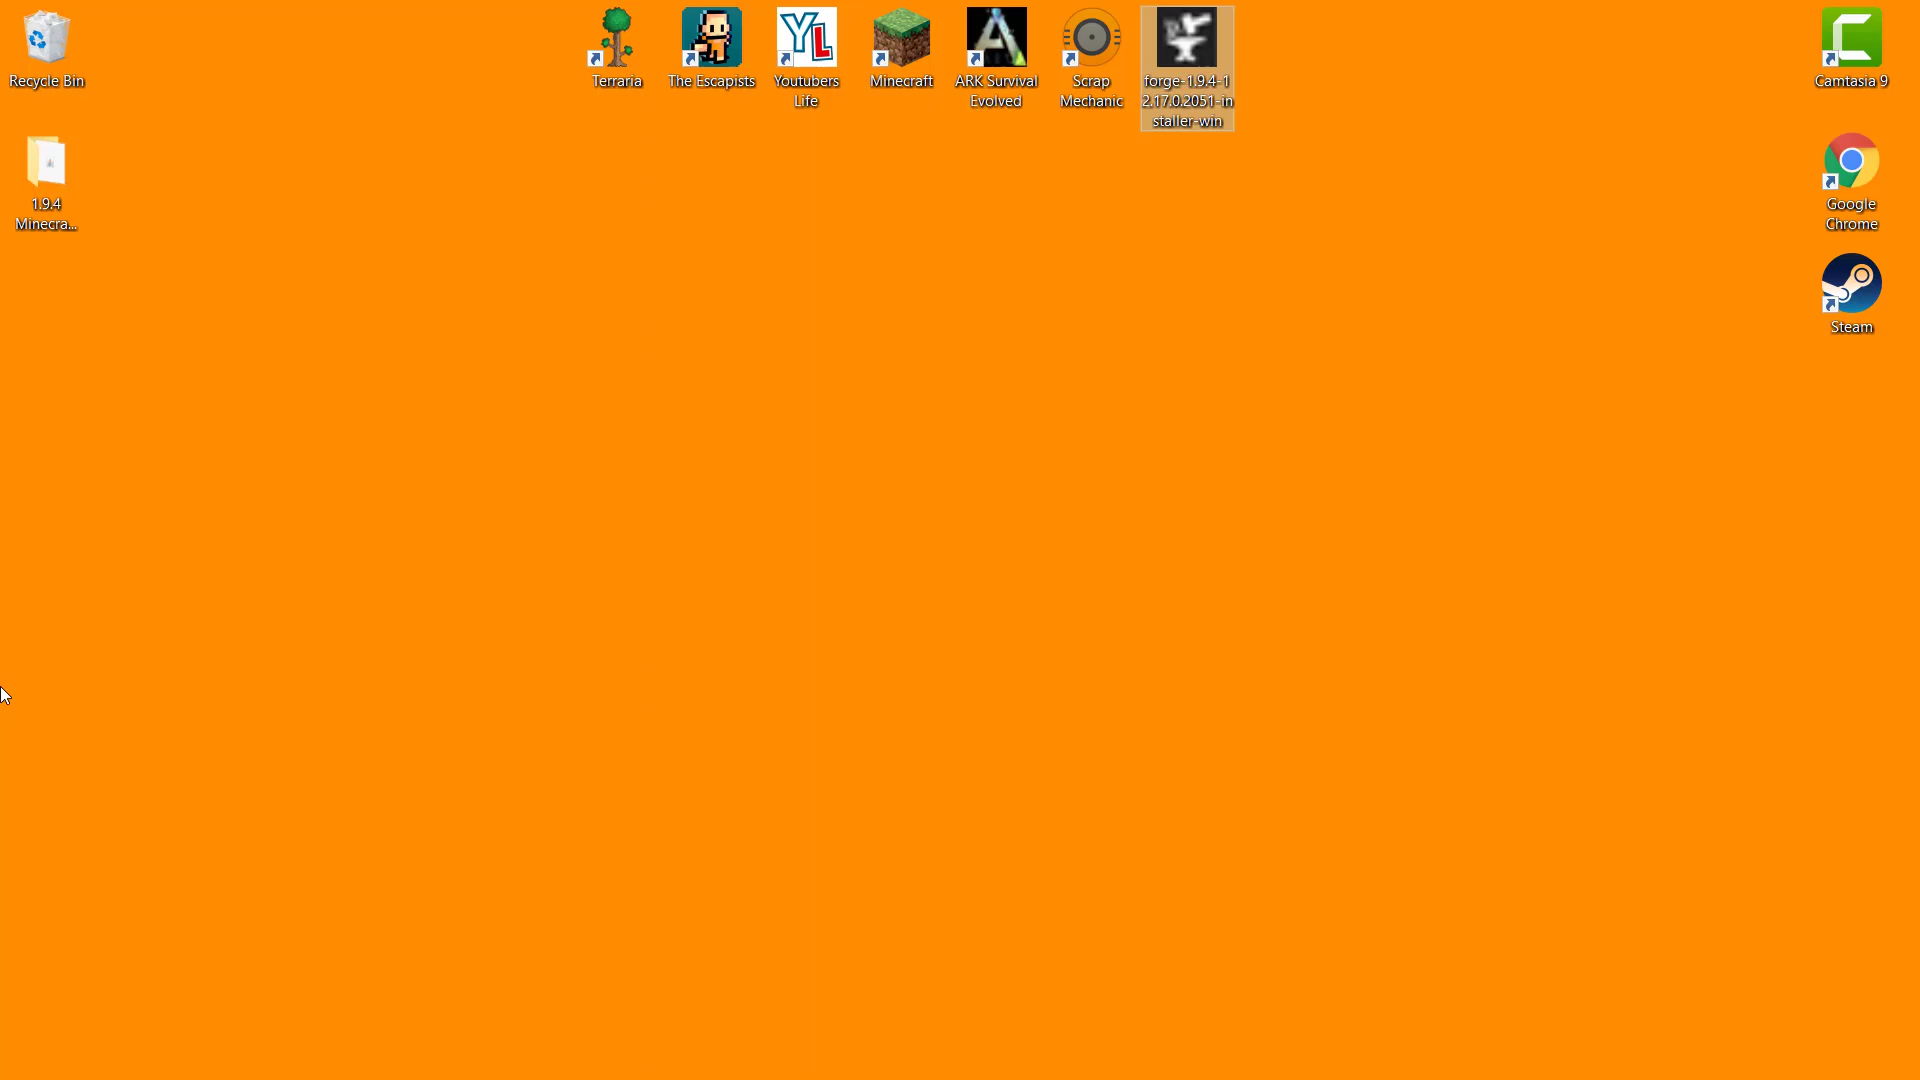 Recycle Bin
1.9.4
Minecra...
Terraria
The Escapists
YL
Youtubers
Life
Minecraft
ARK Survival
Evolved
Scrap
Mechanic
forge-1.9.4-1
2.17.0.2051-in
staller-win
Camtasia 9
Google
Chrome
Steam